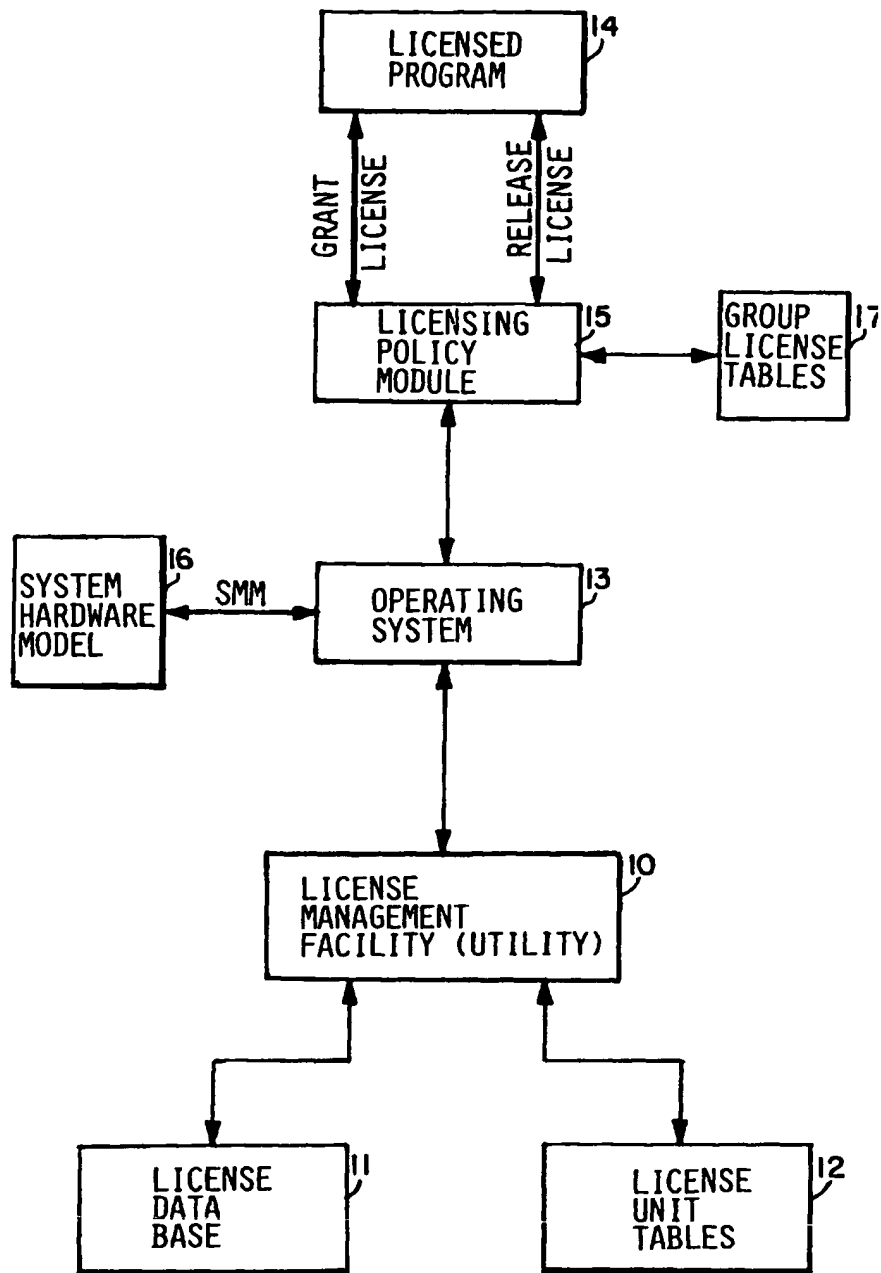 14
LICENSED
PROGRAM
GRANT
LICENSE
RELEASE
LICENSE
15
LICENSING
POLICY
MODULE
17
GROUP
LICENSE
TABLES
16
SYSTEM
HARDWARE
MODEL
SMM
13
OPERATING
SYSTEM
10
LICENSE
MANAGEMENT
FACILITY (UTILITY)
11
LICENSE
DATA
BASE
12
LICENSE
UNIT
TABLES